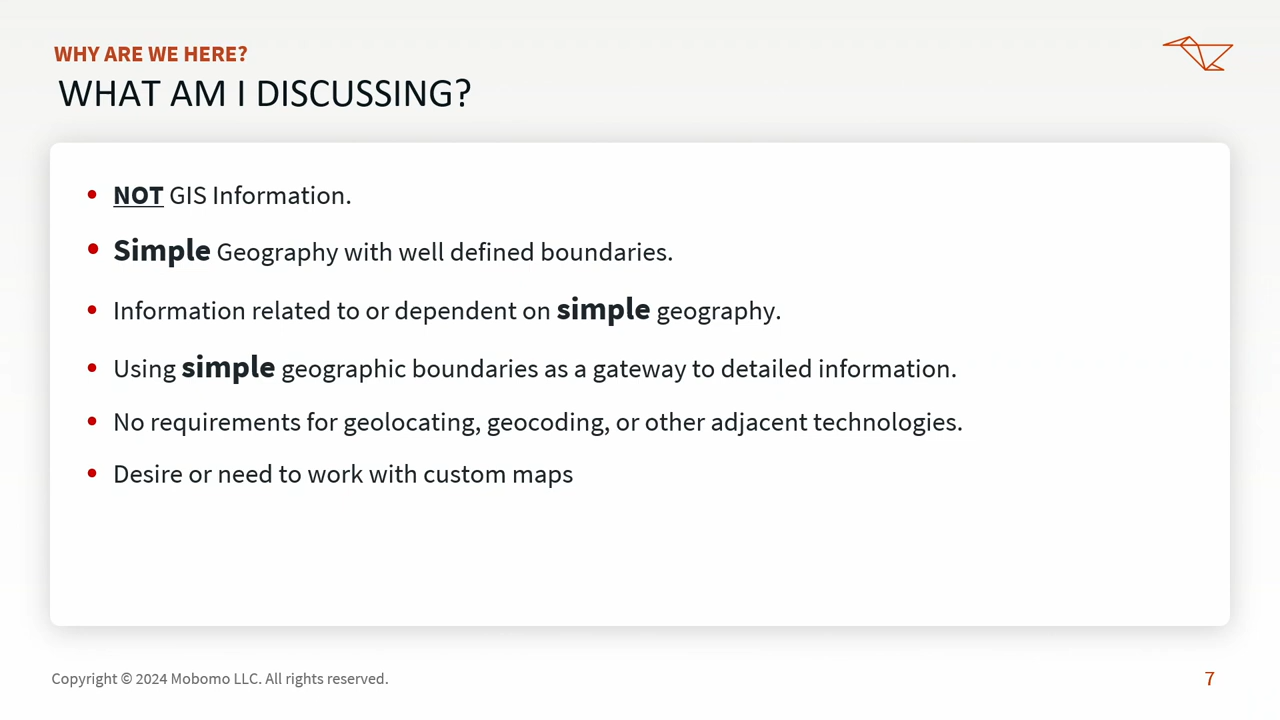 WHY ARE WE HERE?
WHAT AM I DISCUSSING?
• NOT GIS Information.
• Simple Geography with well defined boundaries.
• Information related to or dependent on simple geography.
• Using simple geographic boundaries as a gateway to detailed information.
• No requirements for geolocating, geocoding, or other adjacent technologies.
• Desire or need to work with custom maps
Copyright © 2024 Mobomo LLC. All rights reserved.
7